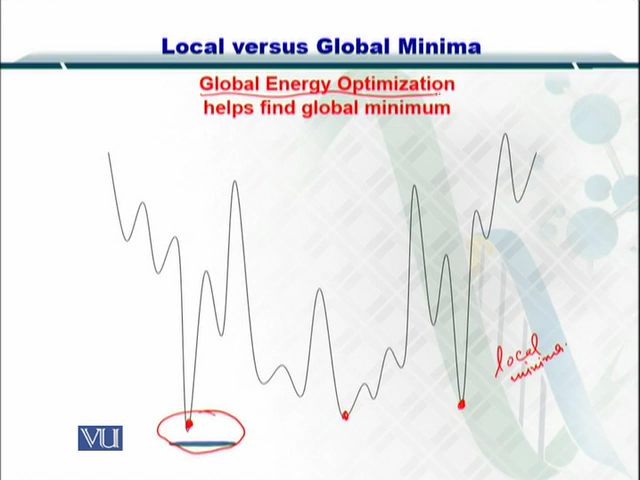 Local versus Global Minima
Global Energy Optimization
helps find global minimum
local
minima.
VU